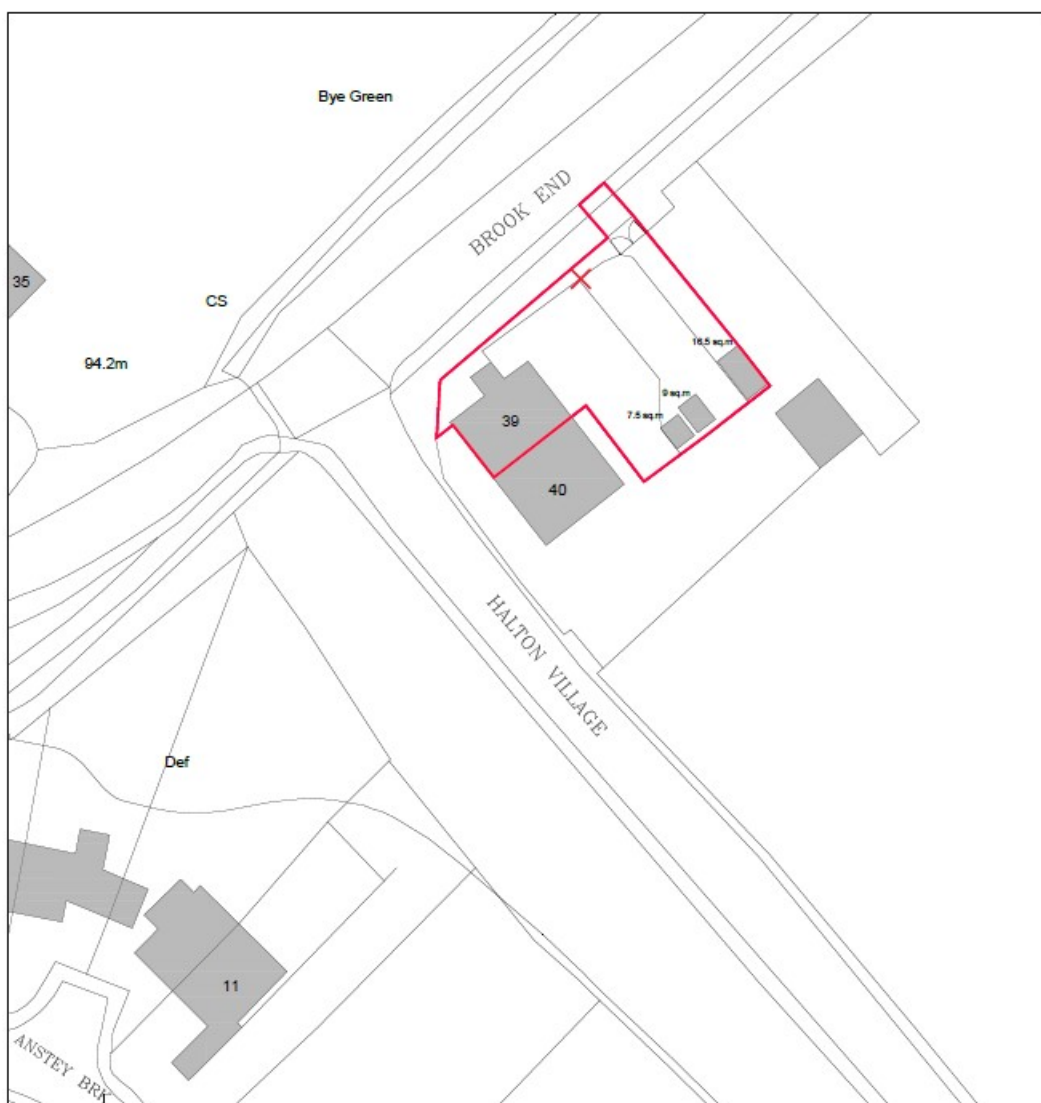 Bye Green
BROOK END
35
CS
94.2m
16.5 sq.m
9 sq.m
7.5 sq.m
39
40
HALTON VILLAGE
Def
11
ANSTEY BRK